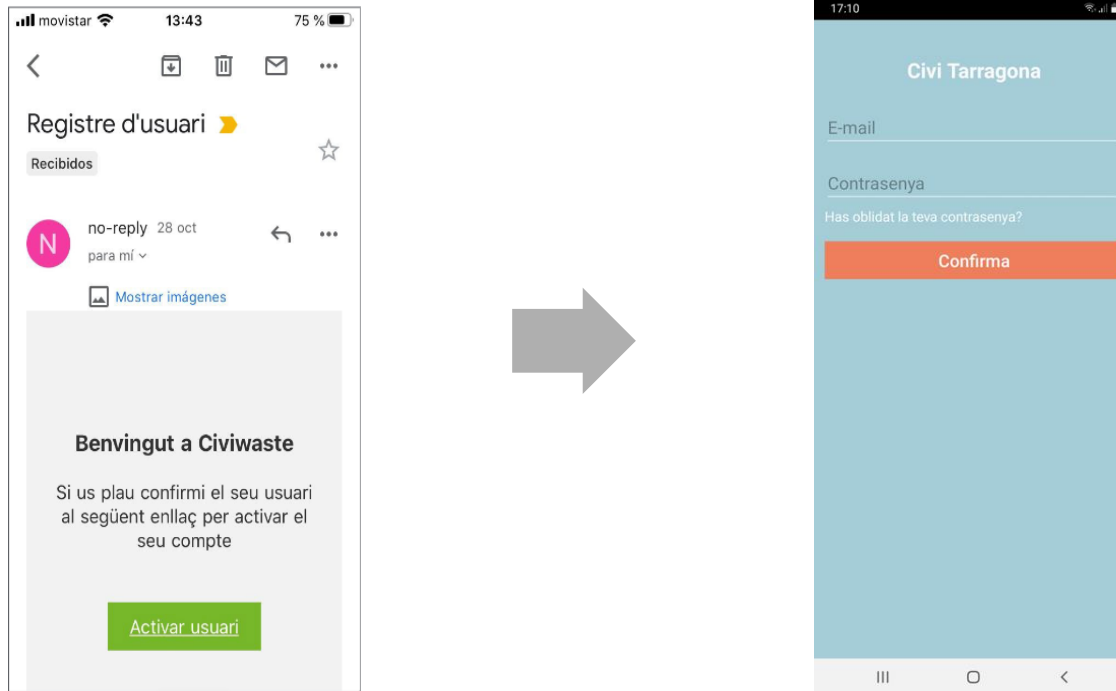 movistar 13:43 75 %
Registre d'usuari
Recibidos
N
no-reply 28 oct
para mí
Mostrar imágenes
Benvingut a Civiwaste
Si us plau confirmi el seu usuari
al següent enllaç per activar el
seu compte
Activar usuari
17:10
Civi Tarragona
E-mail
Contrasenya
Has oblidat la teva contrasenya?
Confirma